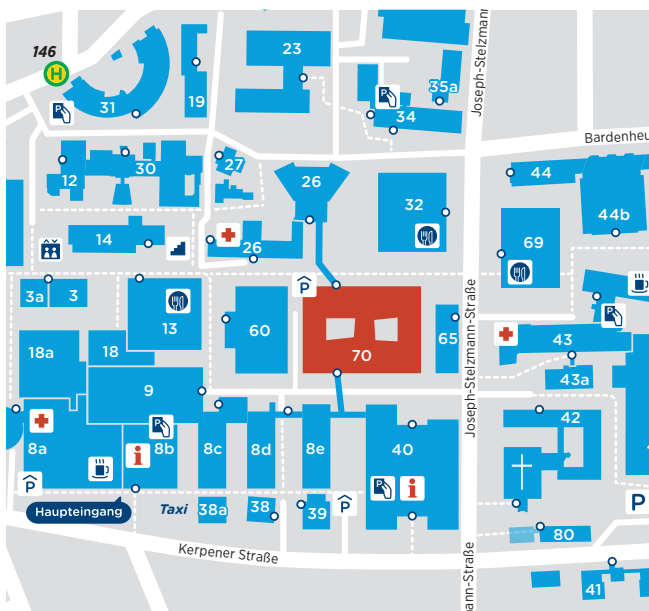 146
H
23
P
31
19
35a
34
Joseph-Stelzmann
Bardenheu
30
27
12
26
44
32
44b
14
26
69
P
3a
3
13
60
70
65
Joseph-Stelzmann-Straße
P
43
18a
18
9
43a
P
42
8a
8b
8c
8d
8e
40
i
P
i
P
Haupteingang
Taxi
38a
38
39
P
P
80
Kerpener Straße
mann-Straße
41